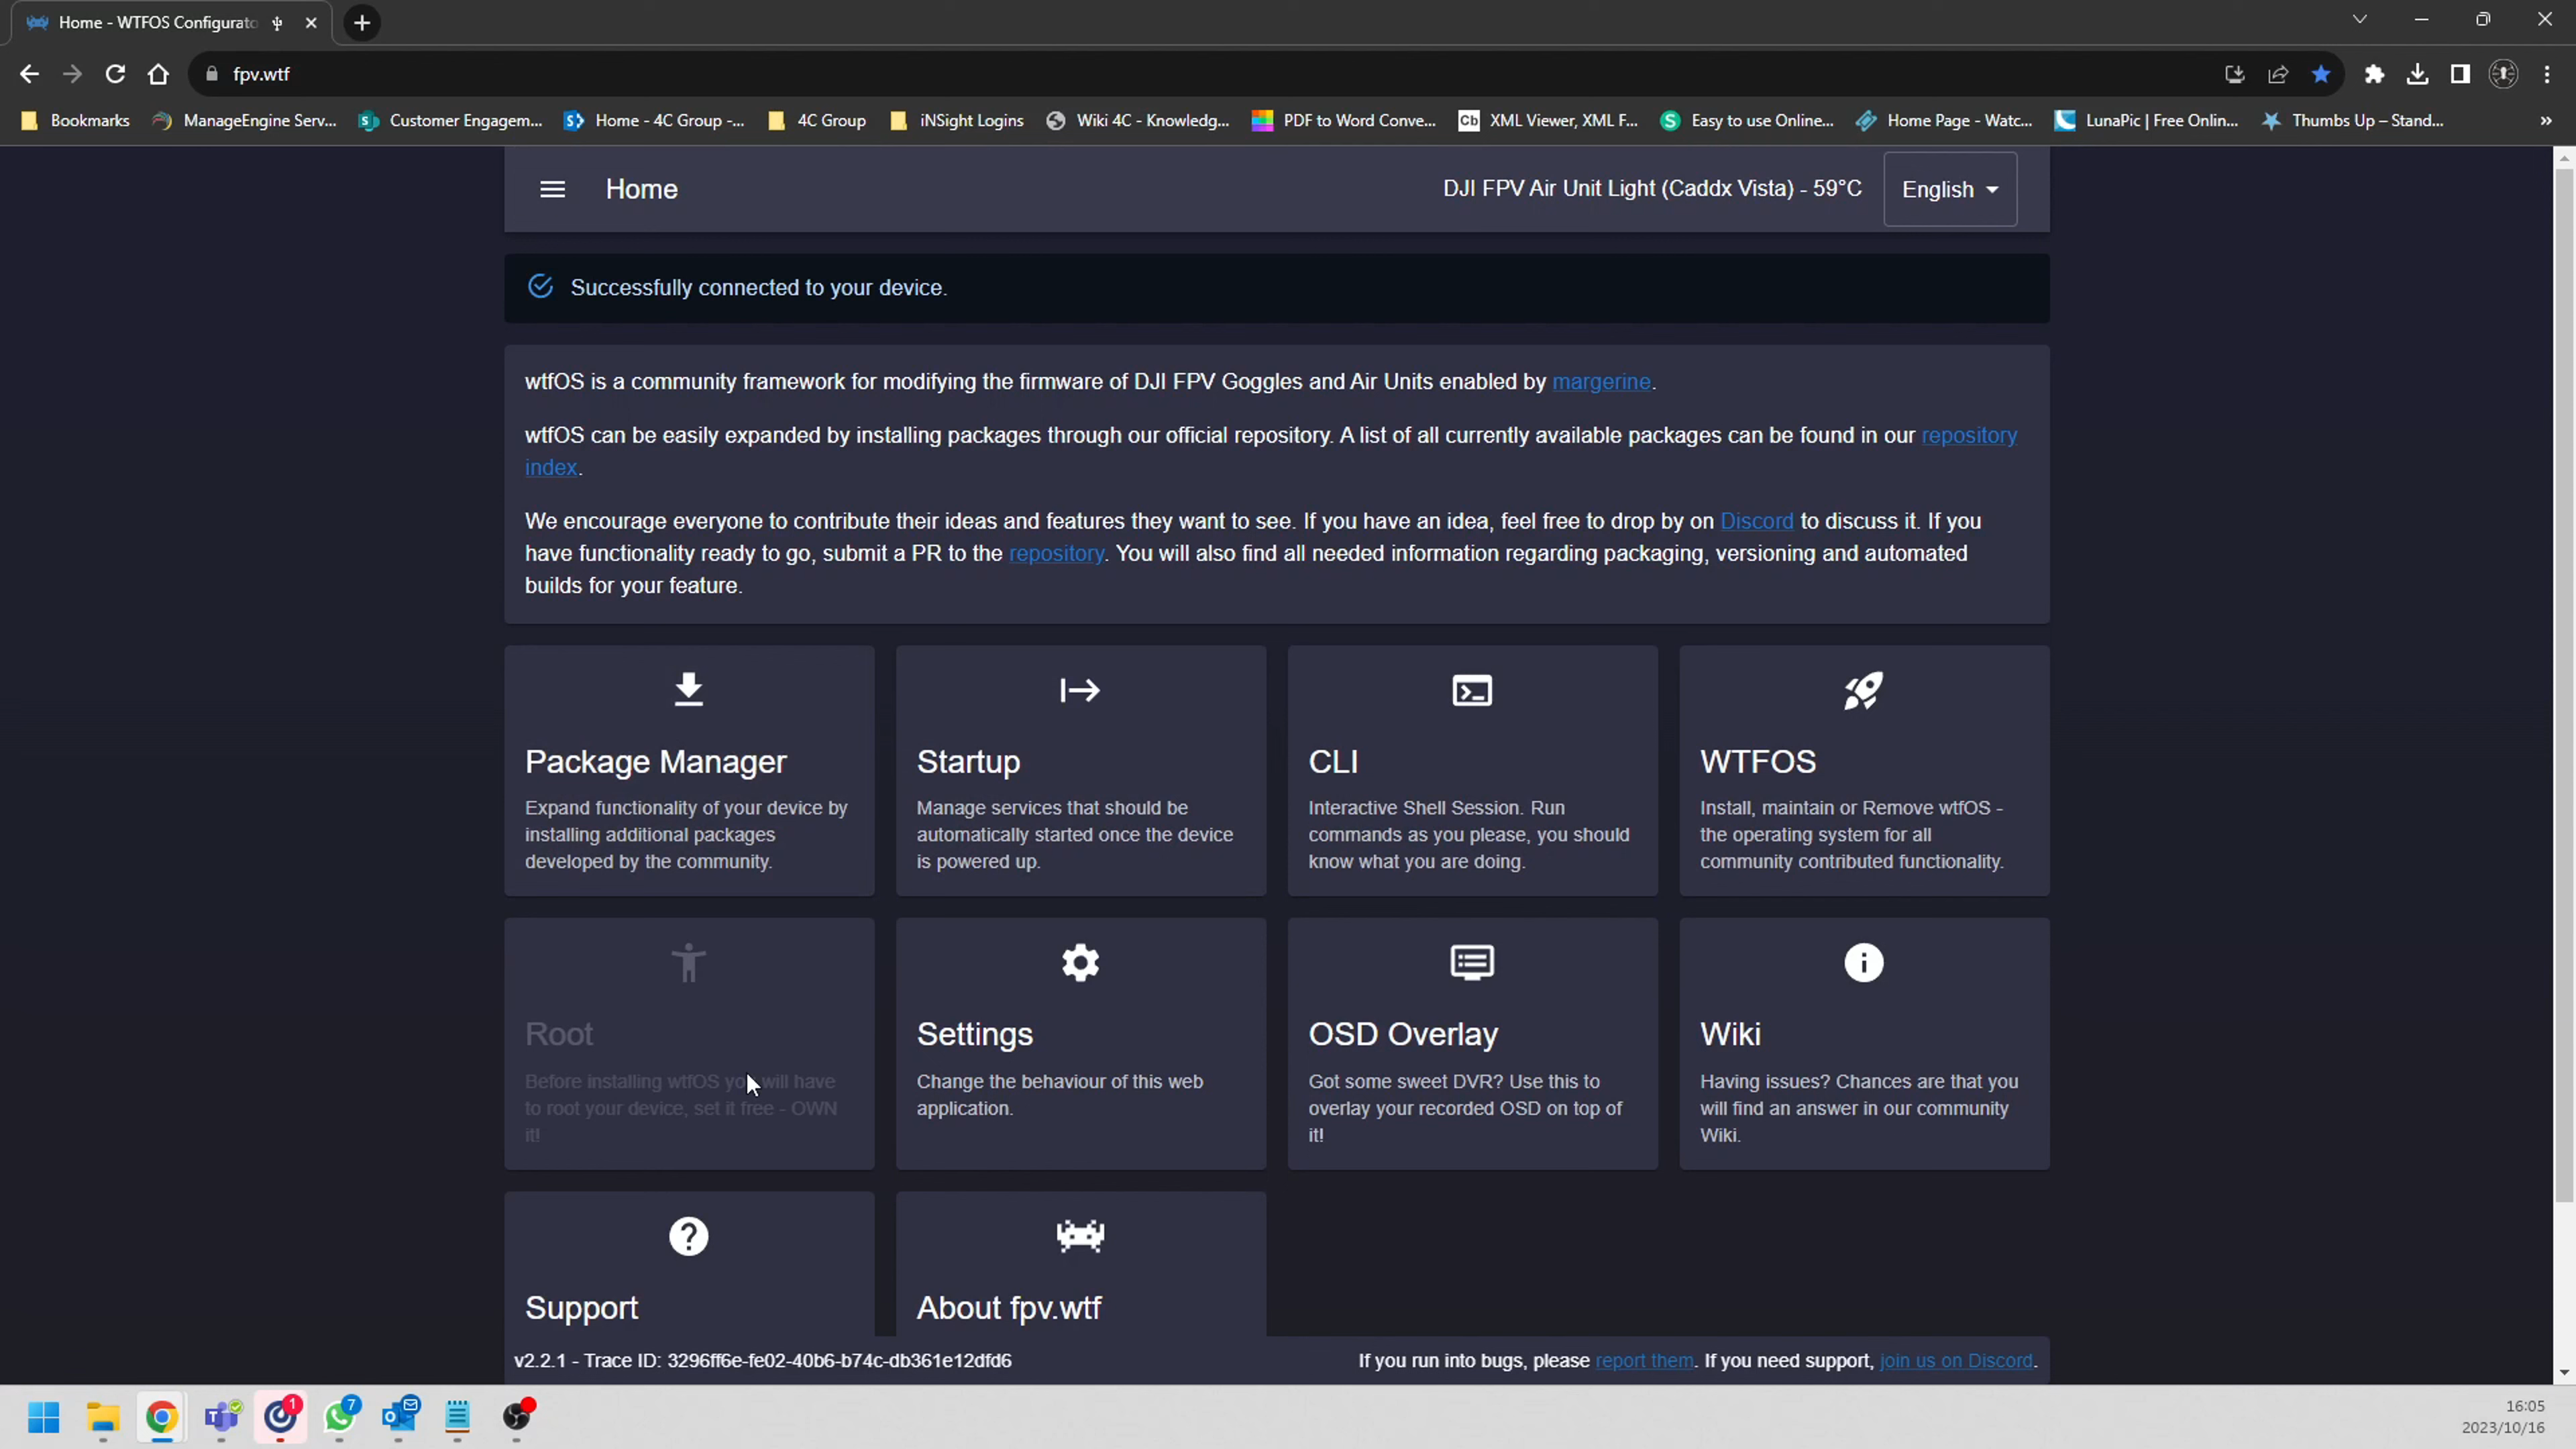 Home - WTFOS Configurato
fpv.wtf
Bookmarks ManageEngine Serv... Customer Engagem... Home - 4C Group -... 4C Group iNSight Logins Wiki 4C - Knowledg... PDF to Word Conve... XML Viewer, XML F... Easy to use Online... Home Page - Watc... LunaPic | Free Onlin... Thumbs Up – Stand... »
Home DJI FPV Air Unit Light (Caddx Vista) - 59°C English
Successfully connected to your device.
wtfOS is a community framework for modifying the firmware of DJI FPV Goggles and Air Units enabled by margerine.
wtfOS can be easily expanded by installing packages through our official repository. A list of all currently available packages can be found in our repository
index.
We encourage everyone to contribute their ideas and features they want to see. If you have an idea, feel free to drop by on Discord to discuss it. If you
have functionality ready to go, submit a PR to the repository. You will also find all needed information regarding packaging, versioning and automated
builds for your feature.
Package Manager
Expand functionality of your device by
installing additional packages
developed by the community.
Startup
Manage services that should be
automatically started once the device
is powered up.
CLI
Interactive Shell Session. Run
commands as you please, you should
know what you are doing.
WTFOS
Install, maintain or Remove wtfOS -
the operating system for all
community contributed functionality.
Root
Before installing wtfOS you will have
to root your device, set it free - OWN
it!
Settings
Change the behaviour of this web
application.
OSD Overlay
Got some sweet DVR? Use this to
overlay your recorded OSD on top of
it!
Wiki
Having issues? Chances are that you
will find an answer in our community
Wiki.
Support
About fpv.wtf
v2.2.1 - Trace ID: 3296ff6e-fe02-40b6-b74c-db361e12dfd6 If you run into bugs, please report them. If you need support, join us on Discord.
1 7
16:05
2023/10/16